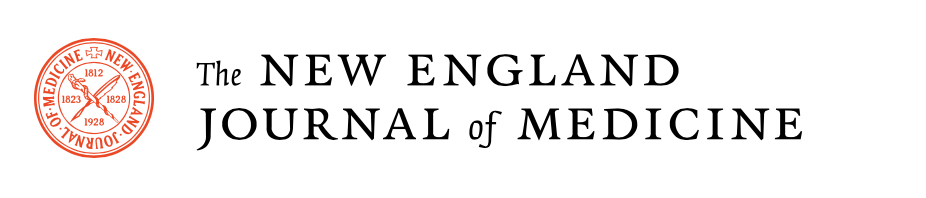 The NEW ENGLAND
JOURNAL of MEDICINE
NEW·ENGLAND·JOURNAL·OF·MEDICINE
1812
1823
1828
1928